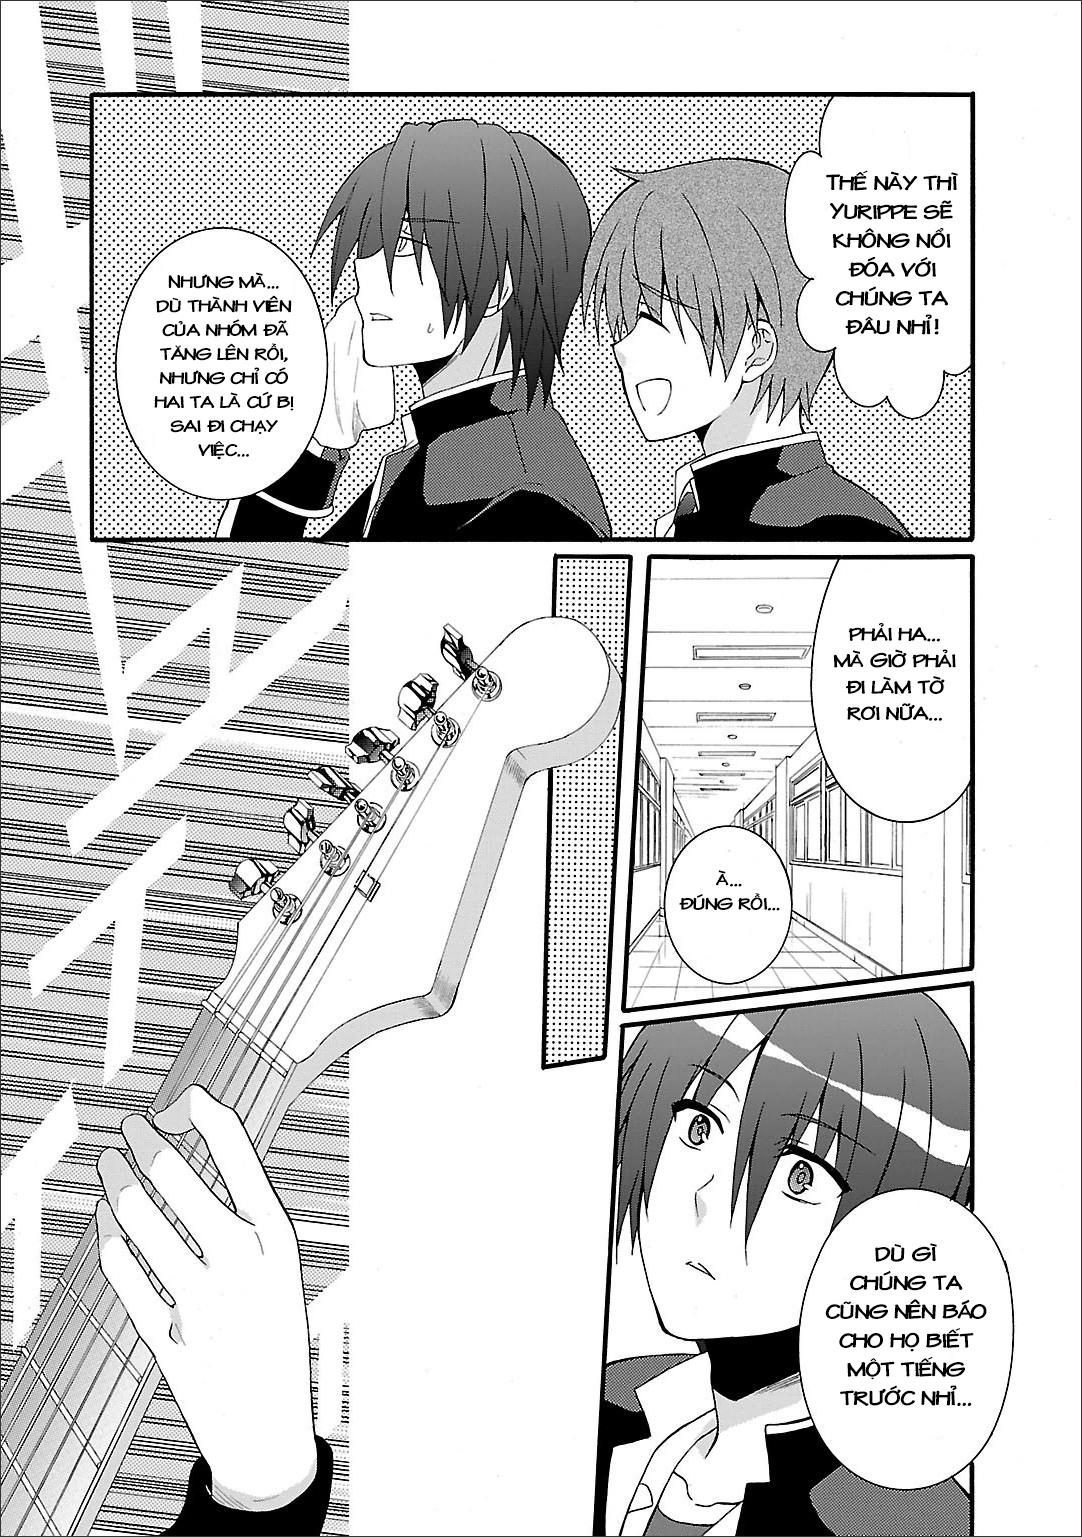 THẾ NÀY THÌ
YURIPPE SẼ
KHÔNG NỔI
ĐÓA VỚI
CHÚNG TA
ĐÂU NHỈ!
NHƯNG MÀ...
DÙ THÀNH VIÊN
CỦA NHÓM ĐÃ
TĂNG LÊN RỒI,
NHƯNG CHỈ CÓ
HAI TA LÀ CỨ BỊ
SAI ĐI CHẠY
VIỆC...
PHẢI HA...
MÀ GIỜ PHẢI
ĐI LÀM TỜ
RƠI NỮA...
À...
ĐÚNG RỒI...
DÙ GÌ
CHÚNG TA
CŨNG NÊN BÁO
CHO HỌ BIẾT
MỘT TIẾNG
TRƯỚC NHỈ...